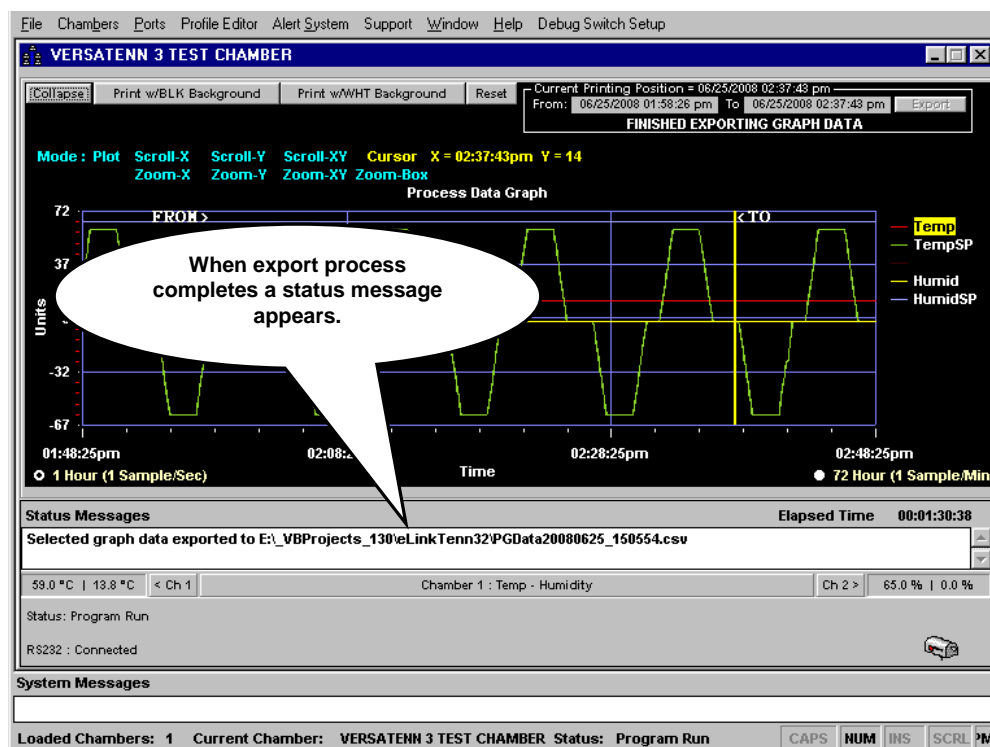 File Chambers Ports Profile Editor Alert System Support Window Help Debug Switch Setup
VERSATENN 3 TEST CHAMBER
Collapse Print w/BLK Background Print w/WHT Background Reset
Current Printing Position = 06/25/2008 02:37:43 pm
From: 06/25/2008 01:58:26 pm To 06/25/2008 02:37:43 pm Export
FINISHED EXPORTING GRAPH DATA
Mode : Plot Scroll-X Scroll-Y Scroll-XY Cursor X = 02:37:43pm Y = 14
Zoom-X Zoom-Y Zoom-XY Zoom-Box
Process Data Graph
72
FROM>
<TO
Temp
TempSP
37
Humid
HumidSP
Units
-32
-67
When export process
completes a status message
appears.
01:48:25pm 02:28:25pm 02:48:25pm
Time
1 Hour (1 Sample/Sec) 72 Hour (1 Sample/Min
Status Messages Elapsed Time 00:01:30:38
Selected graph data exported to E:\_VBProjects_130\eLinkTenn32\PGData20080625_150554.csv
59.0 °C | 13.8 °C < Ch 1 Chamber 1 : Temp - Humidity Ch 2 > 65.0 % | 0.0 %
Status: Program Run
RS232 : Connected
System Messages
Loaded Chambers: 1 Current Chamber: VERSATENN 3 TEST CHAMBER Status: Program Run CAPS NUM INS SCRL